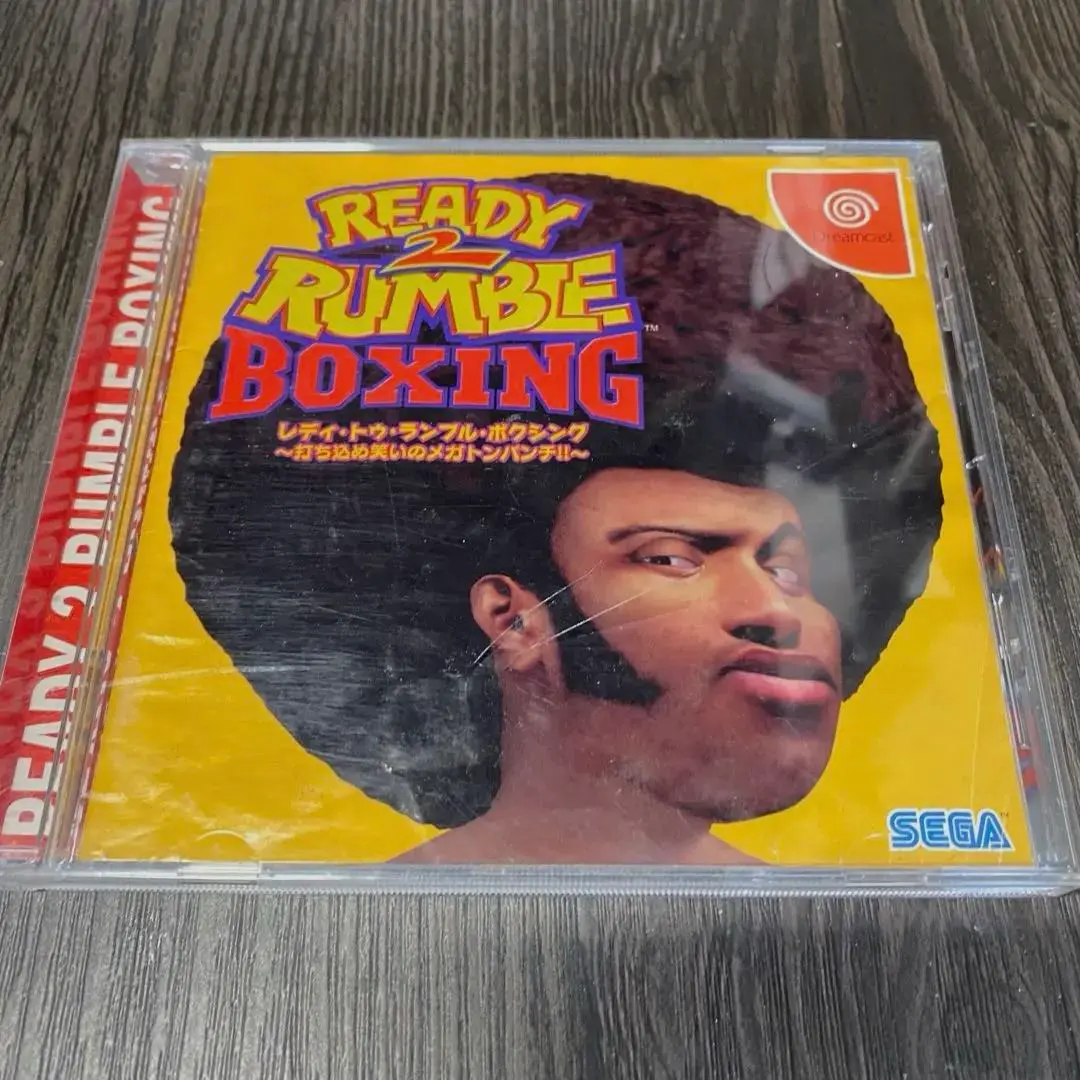 READY
2
RUMBLE
BOXING
TM
レディ・トゥ・ランブル・ボクシング
～打ち込め笑いのメガトンパンチ!!～
Dreamcast
SEGA
READY 2 RUMBLE BOXING